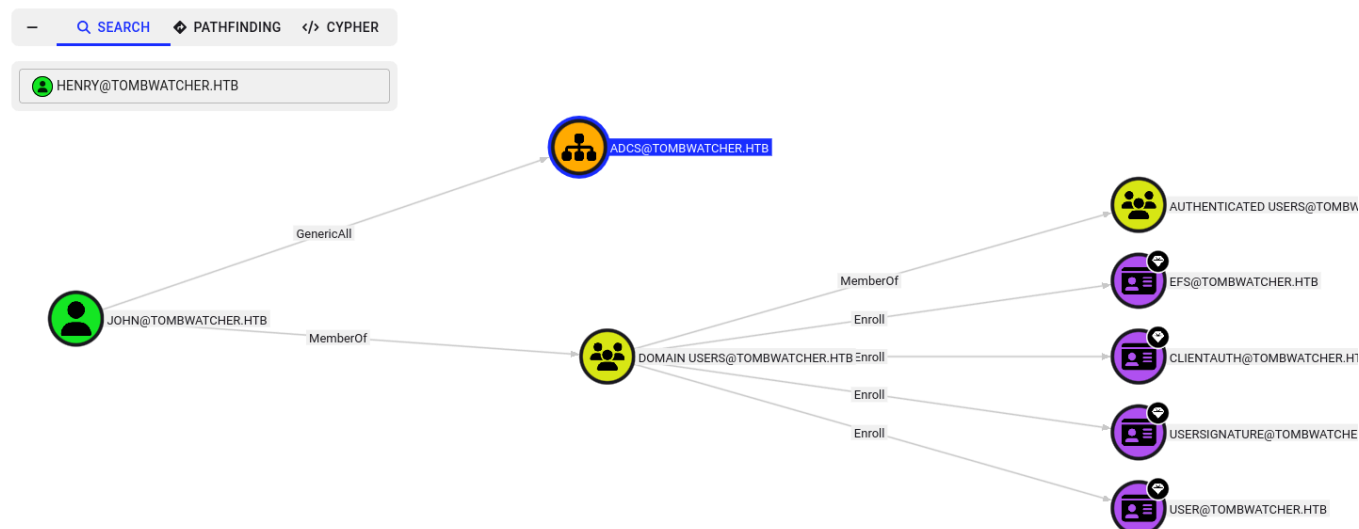 SEARCH PATHFINDING </> CYPHER
HENRY@TOMBWATCHER.HTB
ADCS@TOMBWATCHER.HTB
AUTHENTICATED USERS@TOMBW
GenericAll
MemberOf
EFS@TOMBWATCHER.HTB
JOHN@TOMBWATCHER.HTB
Enroll
MemberOf
DOMAIN USERS@TOMBWATCHER.HTB
Enroll
CLIENTAUTH@TOMBWATCHER.HT
Enroll
Enroll
USERSIGNATURE@TOMBWATCHE
USER@TOMBWATCHER.HTB